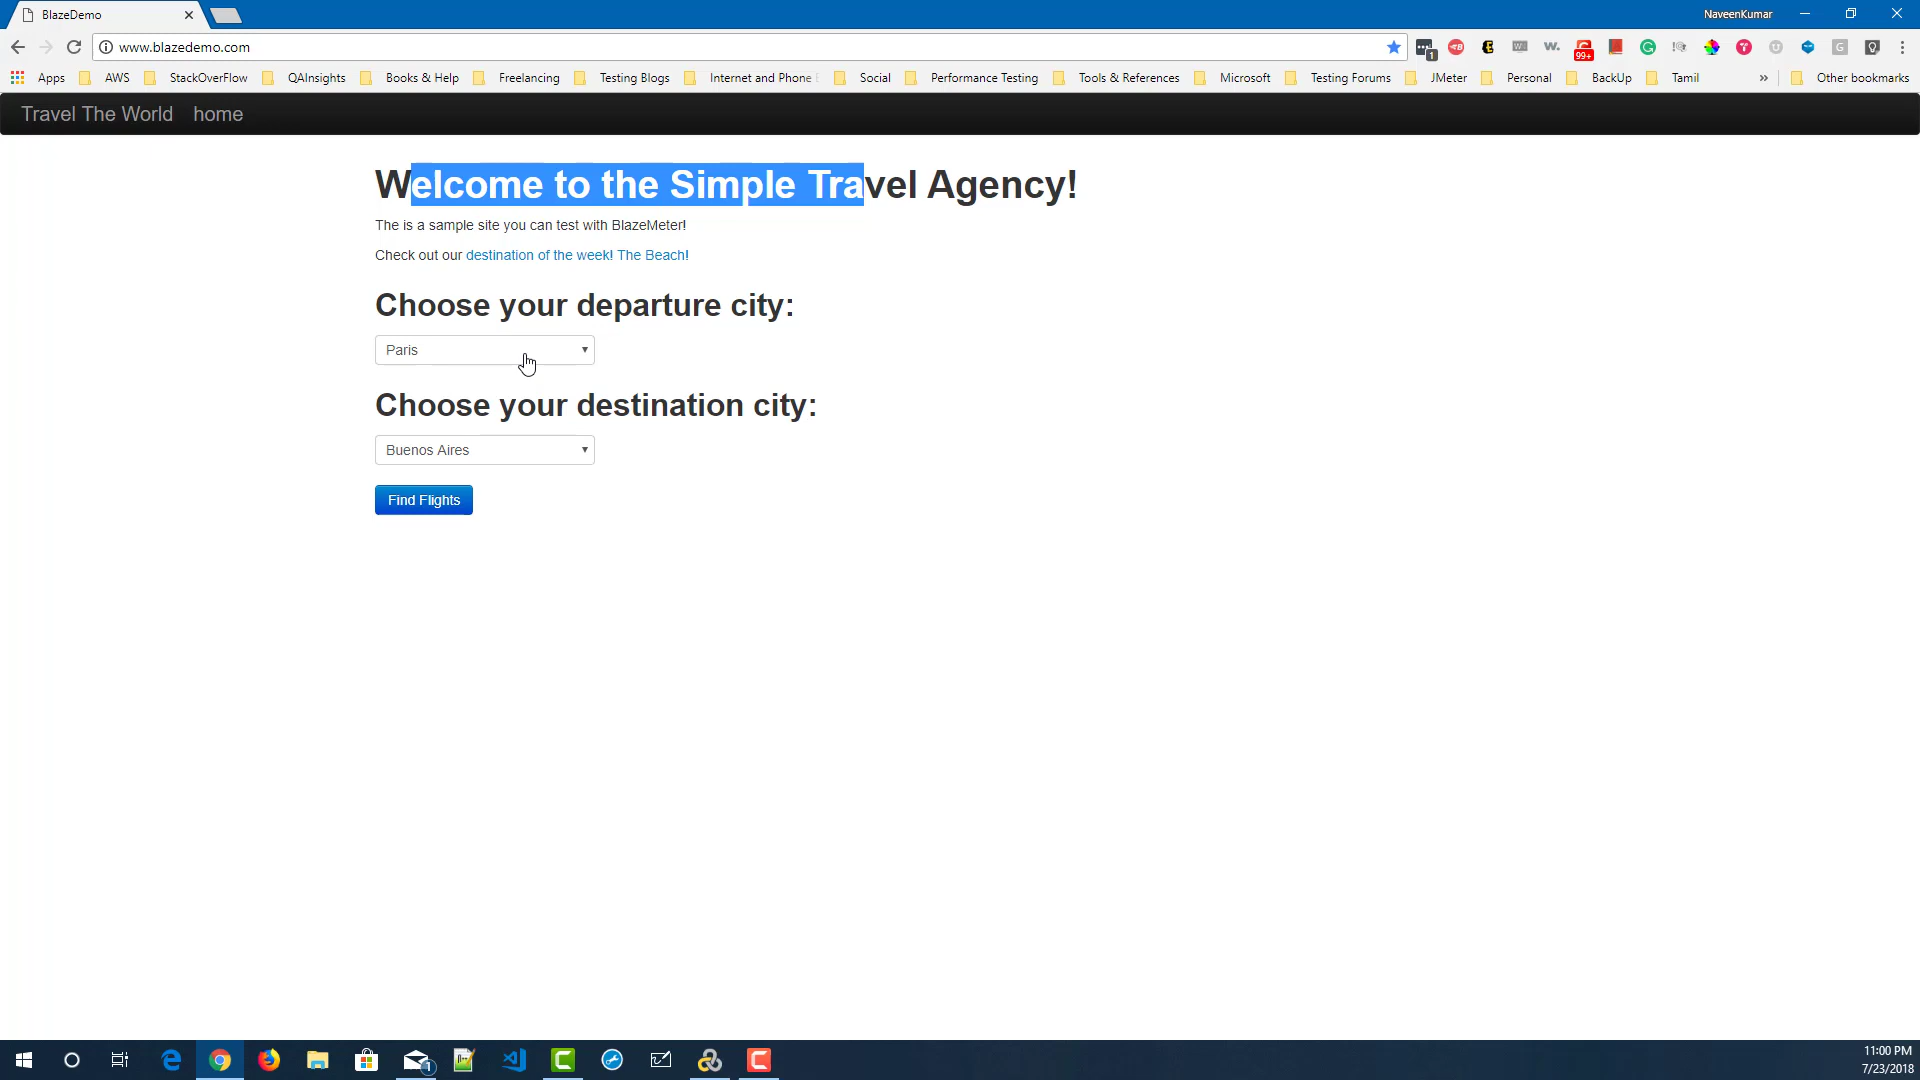 BlazeDemo
NaveenKumar
www.blazedemo.com
1
99+
Apps AWS StackOverFlow QAInsights Books & Help Freelancing Testing Blogs Internet and Phone Social Performance Testing Tools & References Microsoft Testing Forums JMeter Personal BackUp Tamil » Other bookmarks
Travel The World home
Welcome to the Simple Travel Agency!
The is a sample site you can test with BlazeMeter!
Check out our destination of the week! The Beach!
Choose your departure city:
Paris
Choose your destination city:
Buenos Aires
Find Flights
1
11:00 PM
7/23/2018